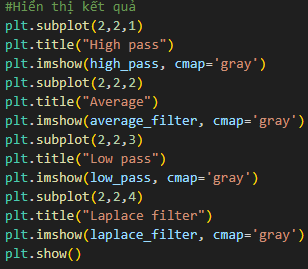 #Hiển thị kết quả
plt.subplot(2,2,1)
plt.title("High pass")
plt.imshow(high_pass, cmap='gray')
plt.subplot(2,2,2)
plt.title("Average")
plt.imshow(average_filter, cmap='gray')
plt.subplot(2,2,3)
plt.title("Low pass")
plt.imshow(low_pass, cmap='gray')
plt.subplot(2,2,4)
plt.title("Laplace filter")
plt.imshow(laplace_filter, cmap='gray')
plt.show()